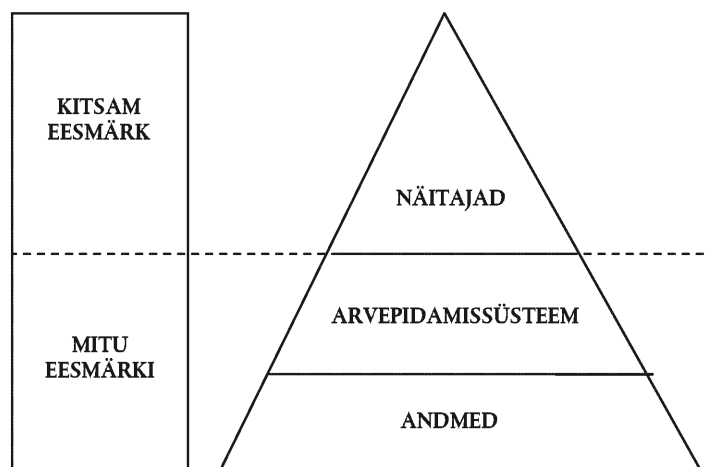 KITSAM
EESMÄRK
NÄITAJAD
ARVEPIDAMISSÜSTEEM
MITU
EESMÄRKI
ANDMED